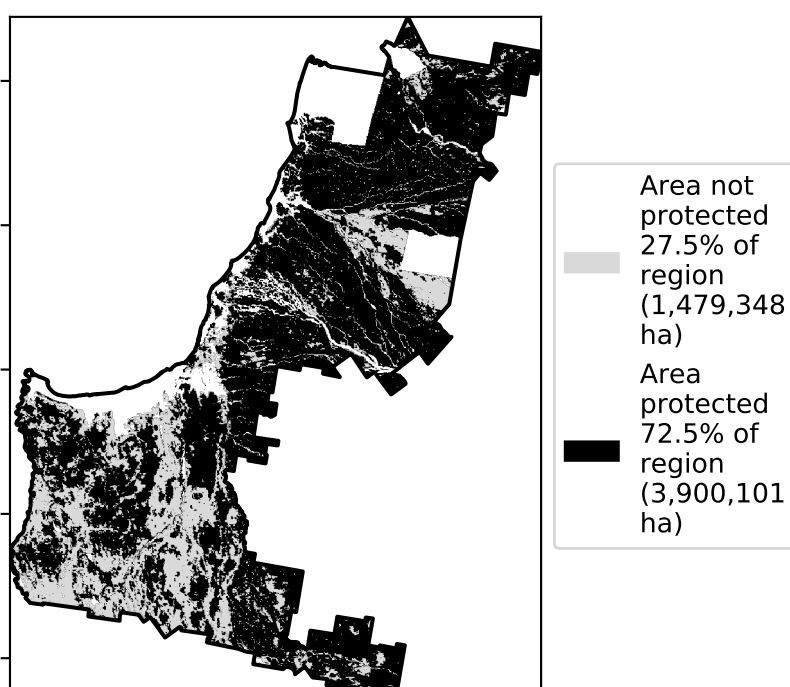 Area not
protected
27.5% of
region
(1,479,348
ha)
Area
protected
72.5% of
region
(3,900,101
ha)